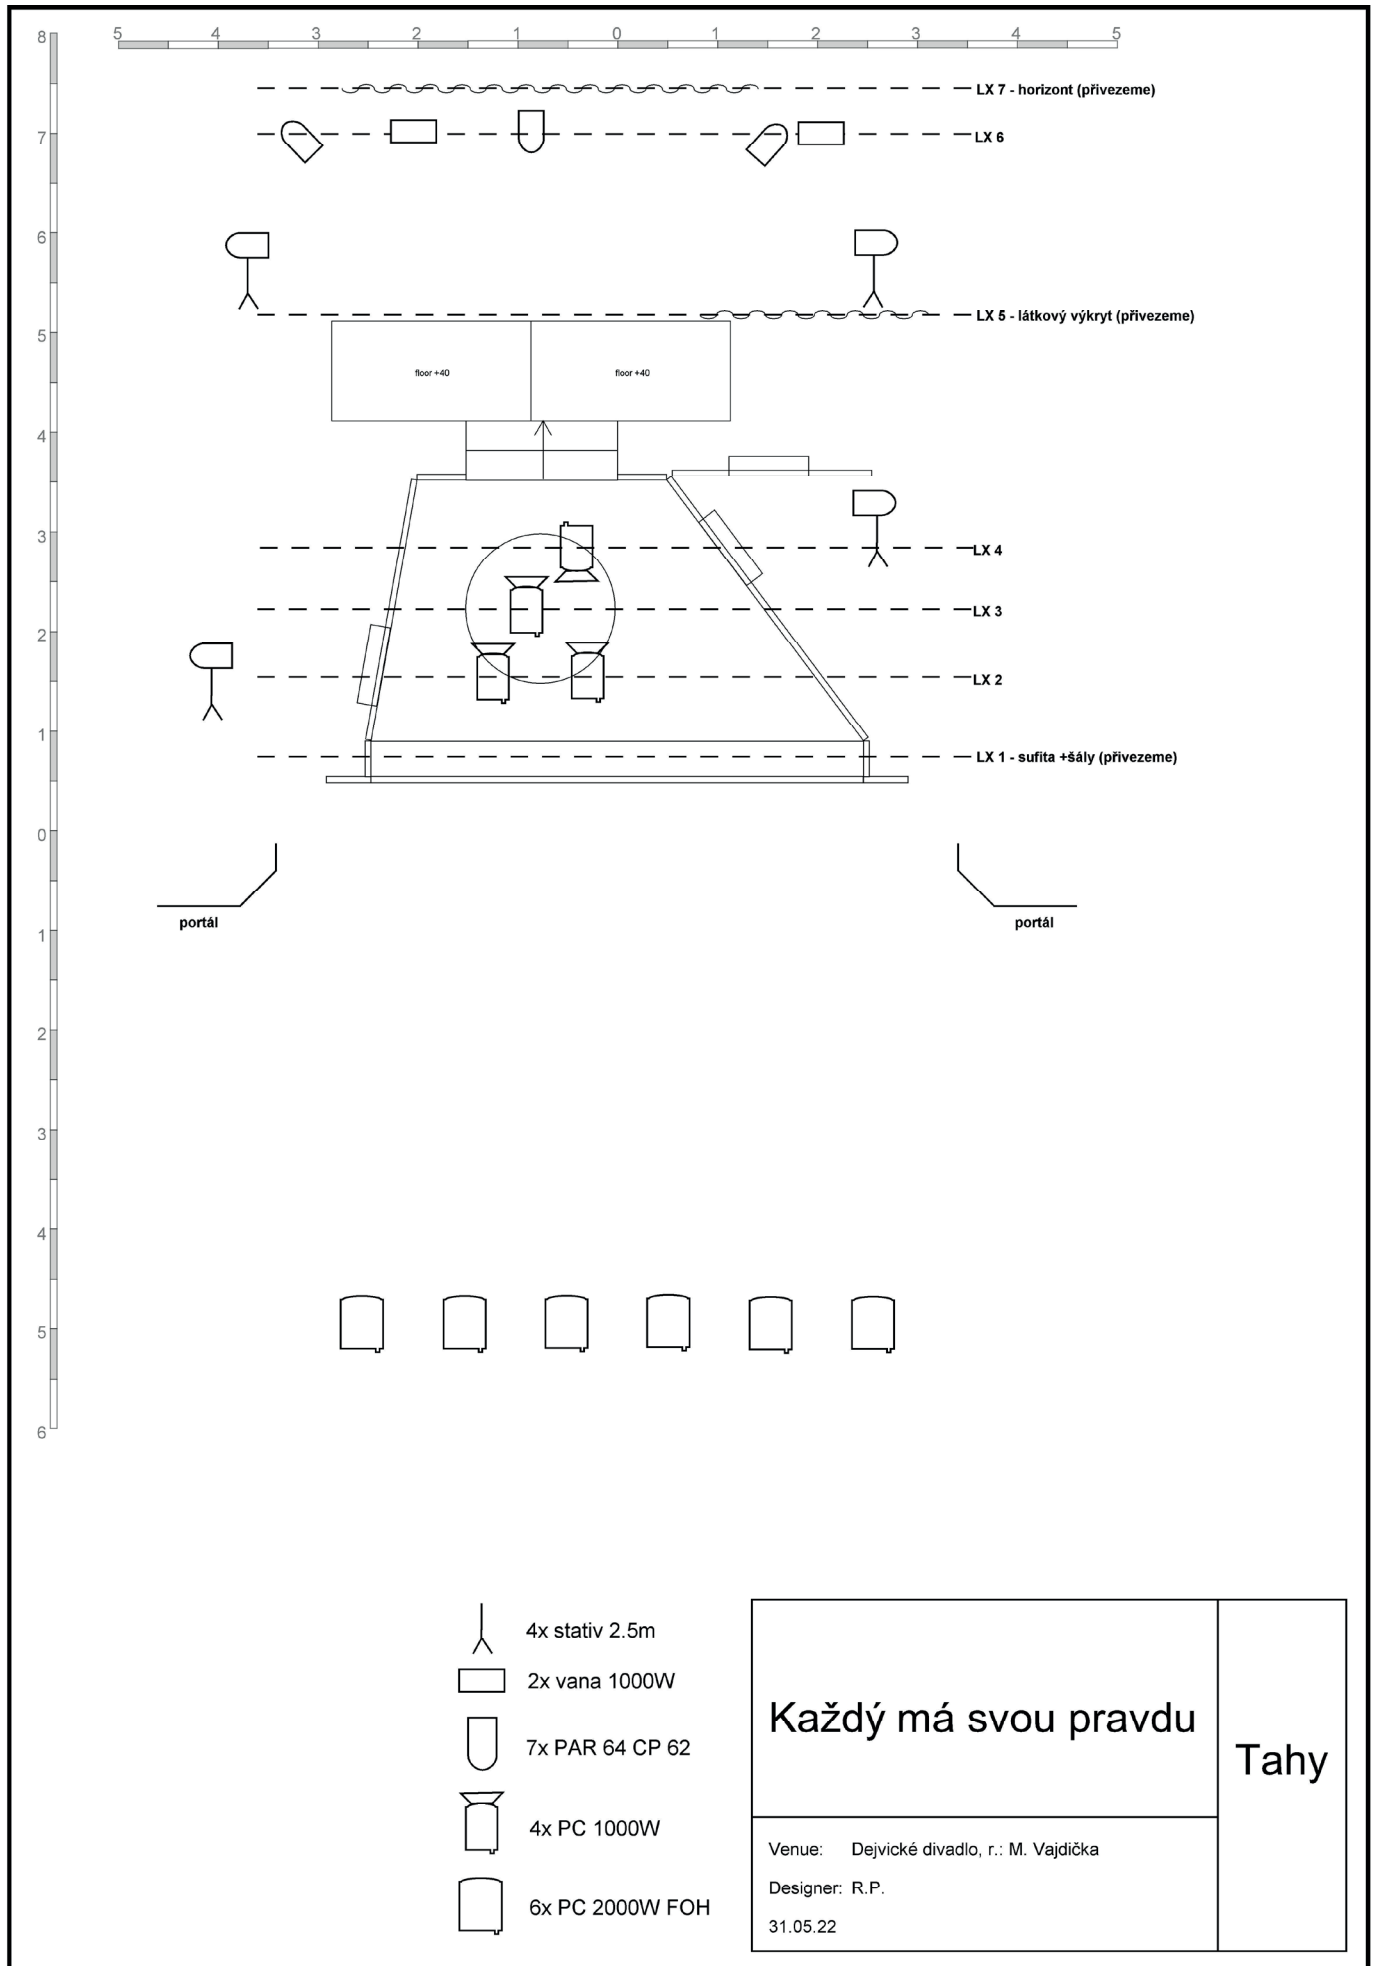 5 4 3 2 1 0 1 2 3 4 5
8
7
6
5
4
3
2
1
0
1
2
3
4
5
6
LX 7 - horizont (přivezeme)
LX 6
LX 5 - látkový výkryt (přivezeme)
floor +40 floor +40
LX 4
LX 3
LX 2
LX 1 - sufita +šály (přivezeme)
portál portál
4x stativ 2.5m
2x vana 1000W
7x PAR 64 CP 62
4x PC 1000W
6x PC 2000W FOH
Každý má svou pravdu
Tahy
Venue: Dejvické divadlo, r.: M. Vajdička
Designer: R.P.
31.05.22